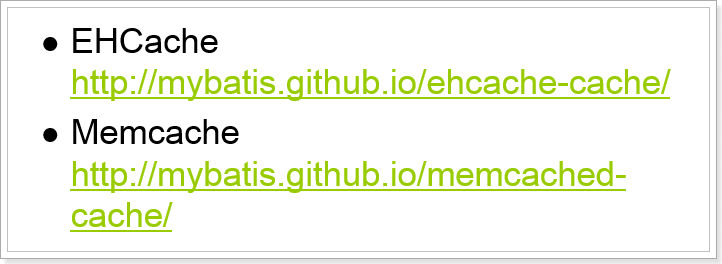 ● EHCache
http://mybatis.github.io/ehcache-cache/
● Memcache
http://mybatis.github.io/memcached-
cache/